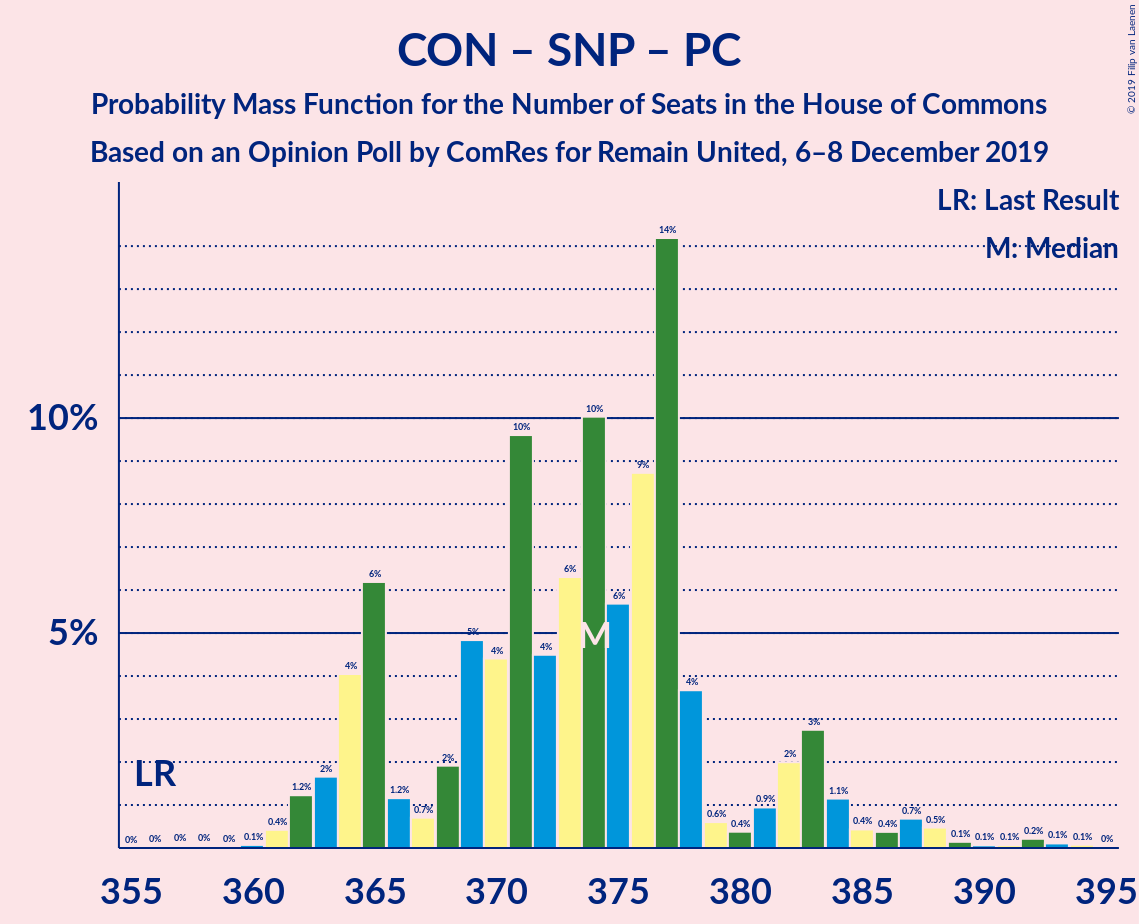 CON – SNP – PC
Probability Mass Function for the Number of Seats in the House of Commons
Based on an Opinion Poll by ComRes for Remain United, 6–8 December 2019
© 2019 Filip van Laenen
LR: Last Result
M: Median
10%
5%
LR
M
0% 0% 0% 0% 0% 0.1% 0.4% 1.2% 2% 4% 6% 1.2% 0.7% 2% 5% 4% 10% 4% 6% 10% 6% 9% 14% 4% 0.6% 0.4% 0.9% 2% 3% 1.1% 0.4% 0.4% 0.7% 0.5% 0.1% 0.1% 0.1% 0.2% 0.1% 0.1% 0%
355 360 365 370 375 380 385 390 395